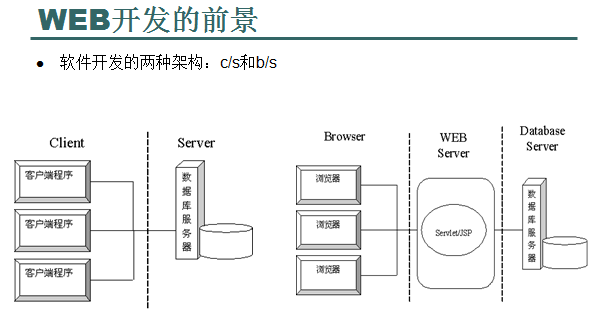 WEB开发的前景
● 软件开发的两种架构：c/s和b/s
Client
Server
客户端程序
客户端程序
客户端程序
数据库服务器
Browser
WEB Server
Database Server
浏览器
浏览器
浏览器
Servlet/JSP
数据库服务器